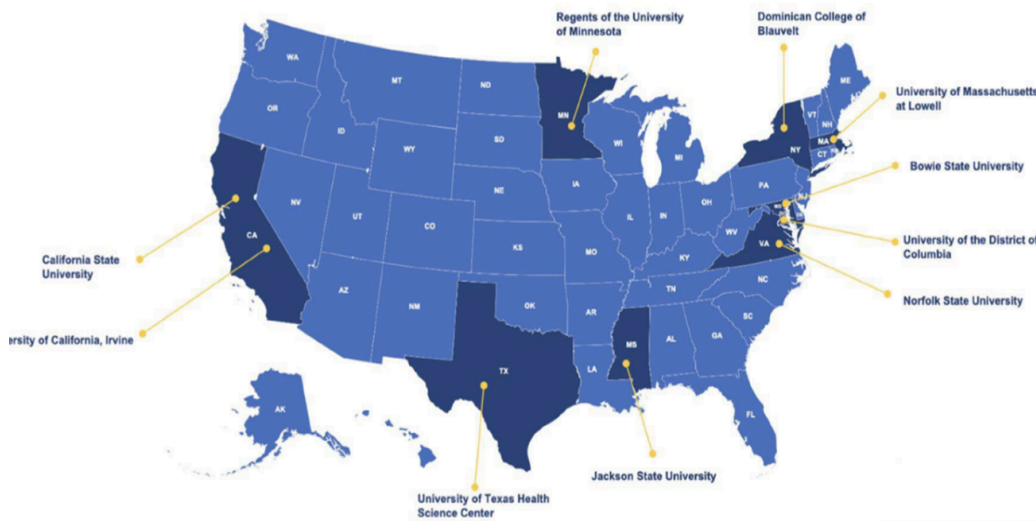 Regents of the University
of Minnesota
Dominican College of
Blauvelt
University of Massachusetts
at Lowell
Bowie State University
University of the District of
Columbia
Norfolk State University
California State
University
ersity of California, Irvine
University of Texas Health
Science Center
Jackson State University
WA
OR
CA
ID
NV
MT
WY
UT
AZ
CO
NM
ND
SD
NE
KS
OK
TX
MN
IA
MO
AR
LA
WI
IL
MI
IN
OH
KY
TN
MS
AL
GA
FL
SC
NC
VA
WV
PA
NY
NJ
CT
MA
VT
NH
ME
AK